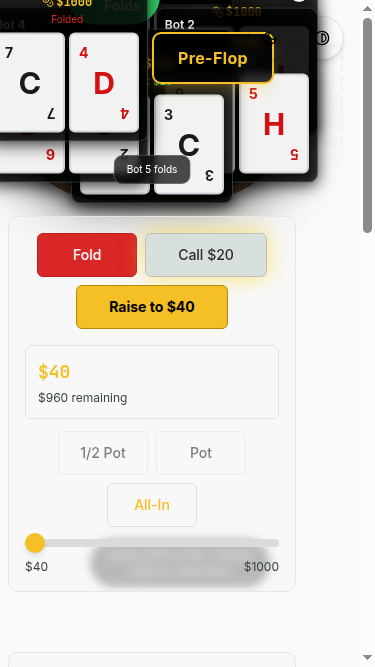 $1000
Folds
$1000
Folded
Bot 4
Bot 2
7
C
7
4
D
4
Pre-Flop
9
5
H
5
3
C
3
6
2
Bot 5 folds
Fold
Call $20
Raise to $40
$40
$960 remaining
1/2 Pot
Pot
All-In
$40
$1000